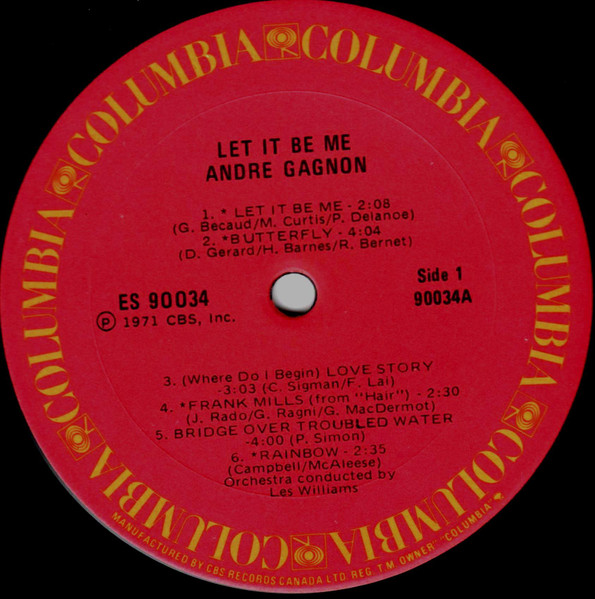 COLUMBIA COLUMBIA COLUMBIA COLUMBIA COLUMBIA COLUMBIA
LET IT BE ME
ANDRE GAGNON
1. * LET IT BE ME - 2:08
(G. Becaud/M. Curtis/P. Delanoe)
2. *BUTTERFLY - 4:04
(D. Gerard/H. Barnes/R. Bernet)
Side 1
ES 90034
90034A
℗ 1971 CBS, Inc.
3. (Where Do I Begin) LOVE STORY
-3:03 (C. Sigman/F. Lai)
4. *FRANK MILLS (from "Hair") - 2:30
(J. Rado/G. Ragni/G. MacDermot)
5. BRIDGE OVER TROUBLED WATER
-4:00 (P. Simon)
6. *RAINBOW - 2:35
(Campbell/McAleese)
Orchestra conducted by
Les Williams
MANUFACTURED BY CBS RECORDS CANADA LTD REG. T M OWNER-"COLUMBIA"